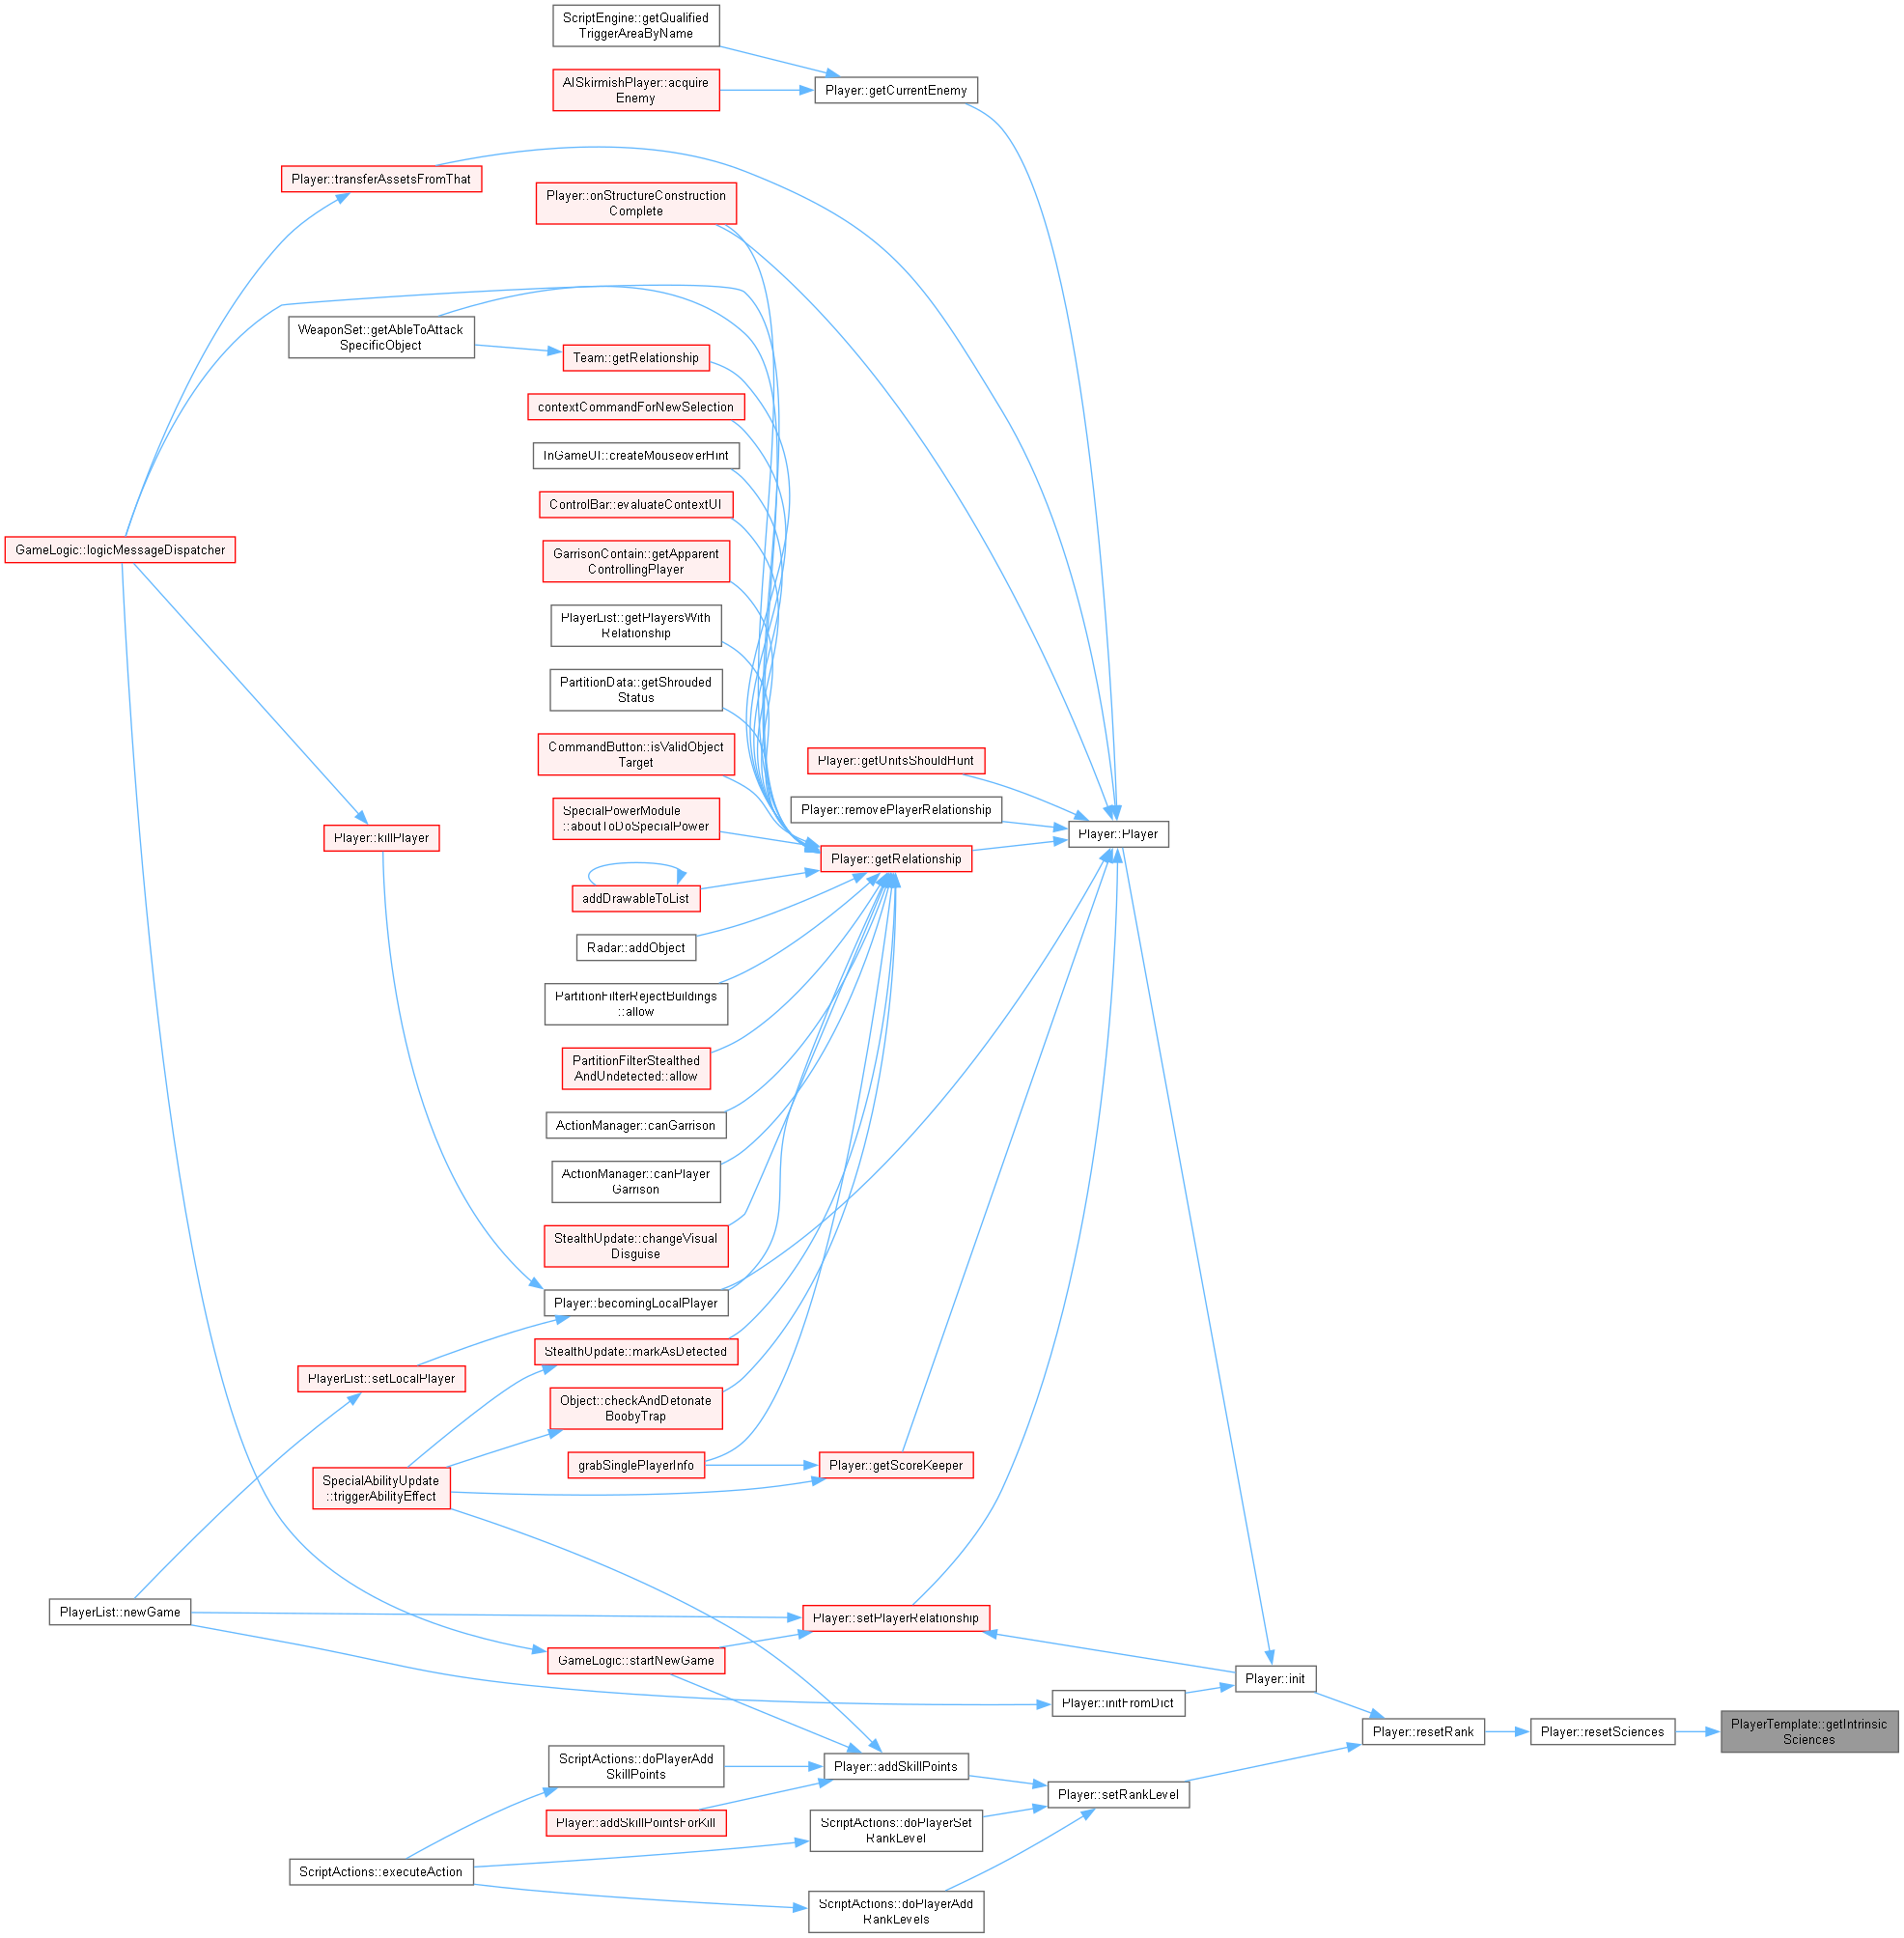 ScriptEngine::getQualified
TriggerAreaByName
AISkirmishPlayer::acquire
Enemy
Player::getCurrentEnemy
Player::transferAssetsFromThat
Player::onStructureConstruction
Complete
WeaponSet::getAbleToAttack
SpecificObject
Team::getRelationship
contextCommandForNewSelection
InGameUI::createMouseoverHint
ControlBar::evaluateContextUI
GameLogic::logicMessageDispatcher
GarrisonContain::getApparent
ControllingPlayer
PlayerList::getPlayersWith
Relationship
PartitionData::getShrouded
Status
CommandButton::isValidObject
Target
Player::getUnitsShouldHunt
Player::removePlayerRelationship
SpecialPowerModule
::aboutToDoSpecialPower
Player::killPlayer
Player::Player
Player::getRelationship
addDrawableToList
Radar::addObject
PartitionFilterRejectBuildings
::allow
PartitionFilterStealthed
AndUndetected::allow
ActionManager::canGarrison
ActionManager::canPlayer
Garrison
StealthUpdate::changeVisual
Disguise
Player::becomingLocalPlayer
StealthUpdate::markAsDetected
PlayerList::setLocalPlayer
Object::checkAndDetonate
BoobyTrap
grabSinglePlayerInfo
Player::getScoreKeeper
SpecialAbilityUpdate
::triggerAbilityEffect
PlayerList::newGame
Player::setPlayerRelationship
GameLogic::startNewGame
Player::init
Player::initFromDict
Player::resetRank
Player::resetSciences
PlayerTemplate::getIntrinsic
Sciences
ScriptActions::doPlayerAdd
SkillPoints
Player::addSkillPoints
Player::setRankLevel
Player::addSkillPointsForKill
ScriptActions::doPlayerSet
RankLevel
ScriptActions::executeAction
ScriptActions::doPlayerAdd
RankLevels